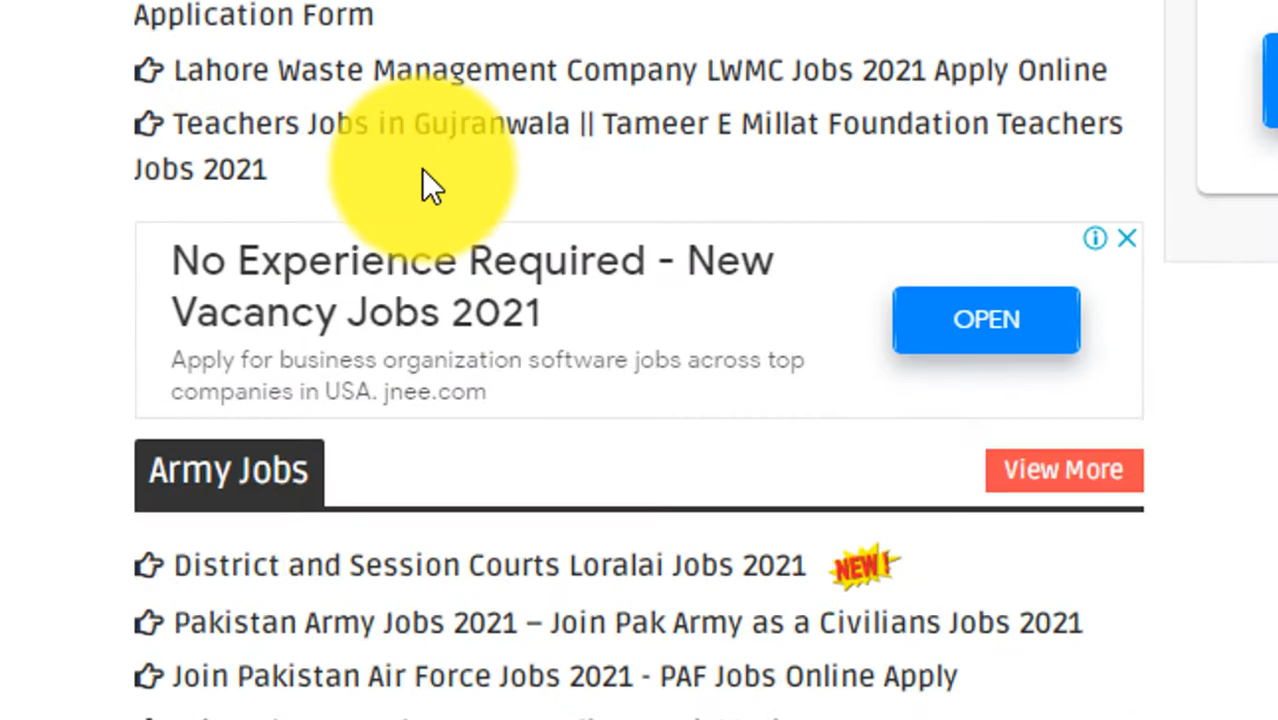 Application Form
Lahore Waste Management Company LWMC Jobs 2021 Apply Online
Teachers Jobs in Gujranwala || Tameer E Millat Foundation Teachers
Jobs 2021
No Experience Required - New
Vacancy Jobs 2021
OPEN
Apply for business organization software jobs across top
companies in USA. jnee.com
Army Jobs
View More
District and Session Courts Loralai Jobs 2021 NEW!
Pakistan Army Jobs 2021 – Join Pak Army as a Civilians Jobs 2021
Join Pakistan Air Force Jobs 2021 - PAF Jobs Online Apply